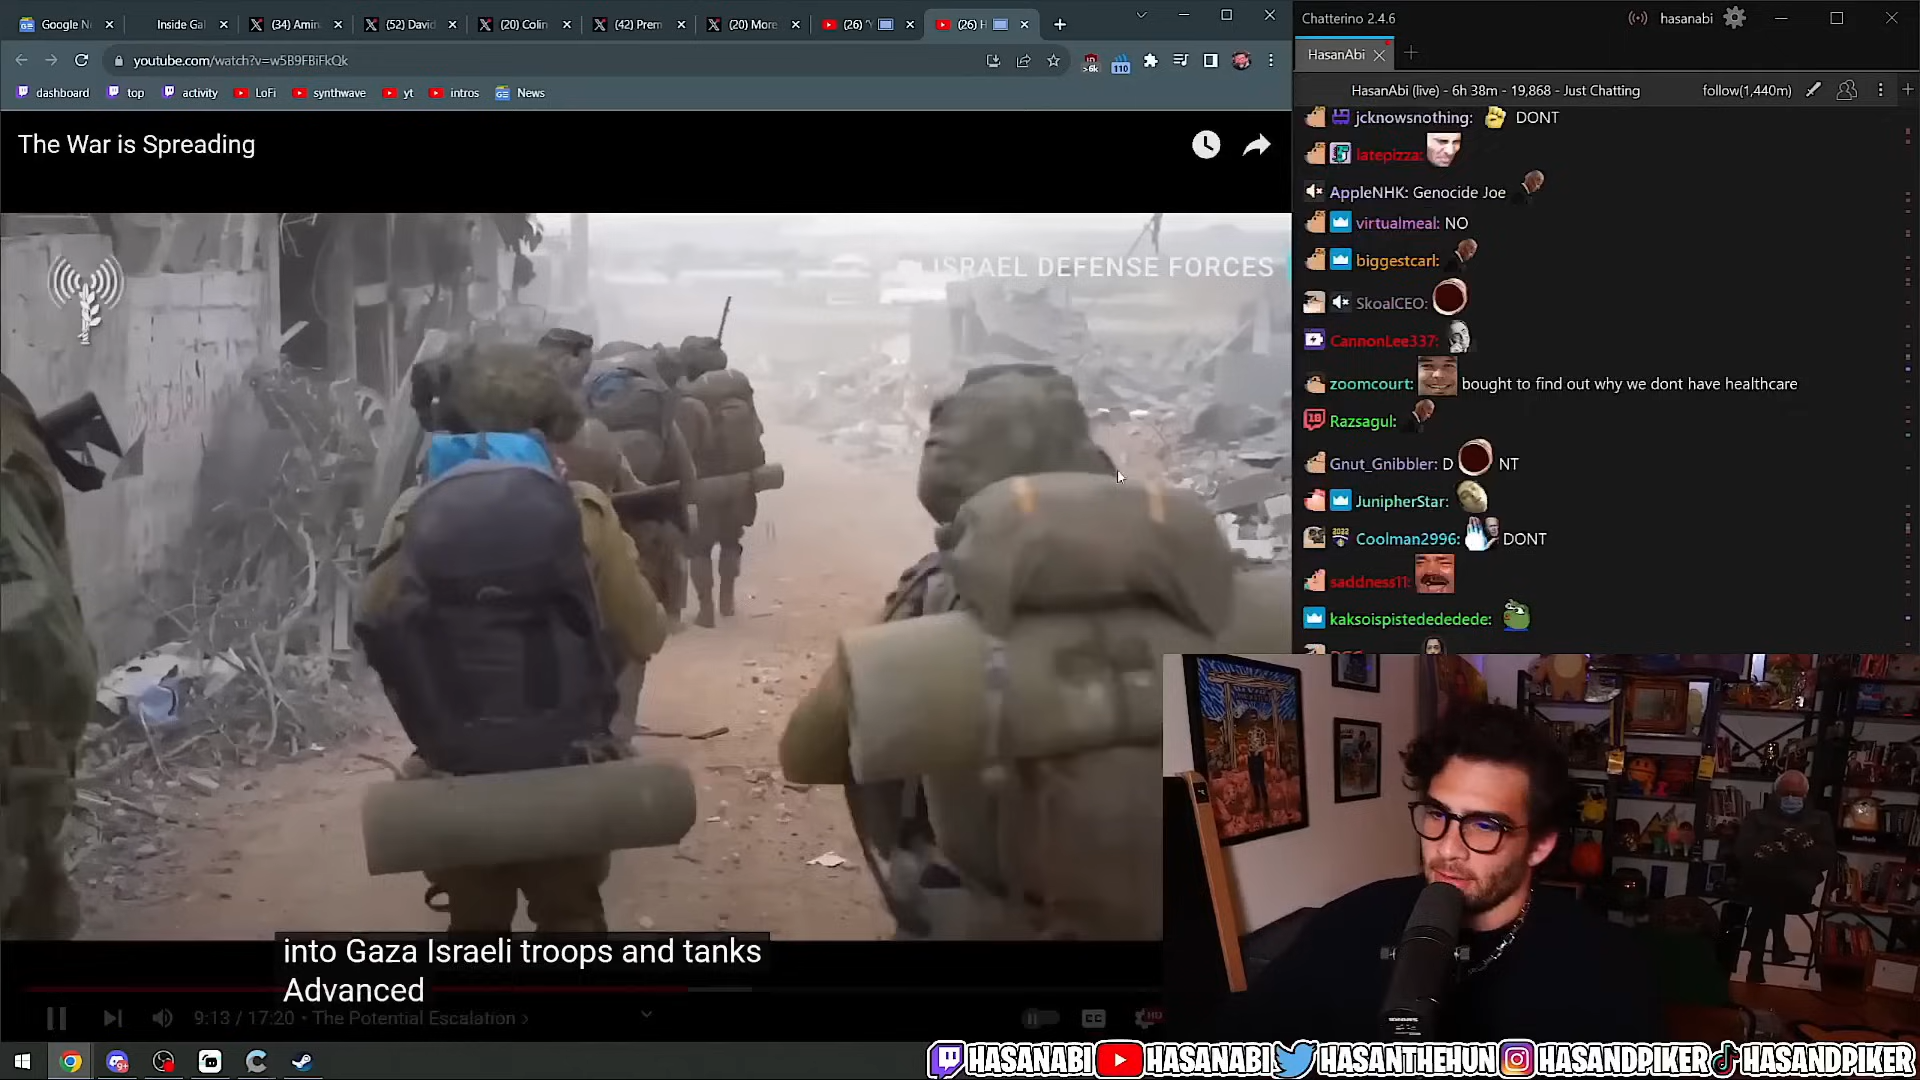 Google N
Inside Gal
(34) Amin
(52) David
(20) Colin
(42) Prem
(20) More
(26) "
(26) H
youtube.com/watch?v=w5B9FBiFkQk
>6k
110
dashboard
top
activity
LoFi
synthwave
yt
intros
News
The War is Spreading
ISRAEL DEFENSE FORCES
into Gaza Israeli troops and tanks
Advanced
9:13 / 17:20 • The Potential Escalation >
CC
HD
Chatterino 2.4.6
hasanabi
HasanAbi
HasanAbi (live) - 6h 38m - 19,868 - Just Chatting
follow(1,440m)
jcknowsnothing: DONT
latepizza:
AppleNHK: Genocide Joe
virtualmeal: NO
biggestcarl:
SkoalCEO:
CannonLee337:
zoomcourt: bought to find out why we dont have healthcare
Razsagul:
Gnut_Gnibbler: D NT
JunipherStar:
Coolman2996: DONT
saddness11:
kaksoispistedededede:
HASANABI
HASANABI
HASANTHEHUN
HASANDPIKER
HASANDPIKER